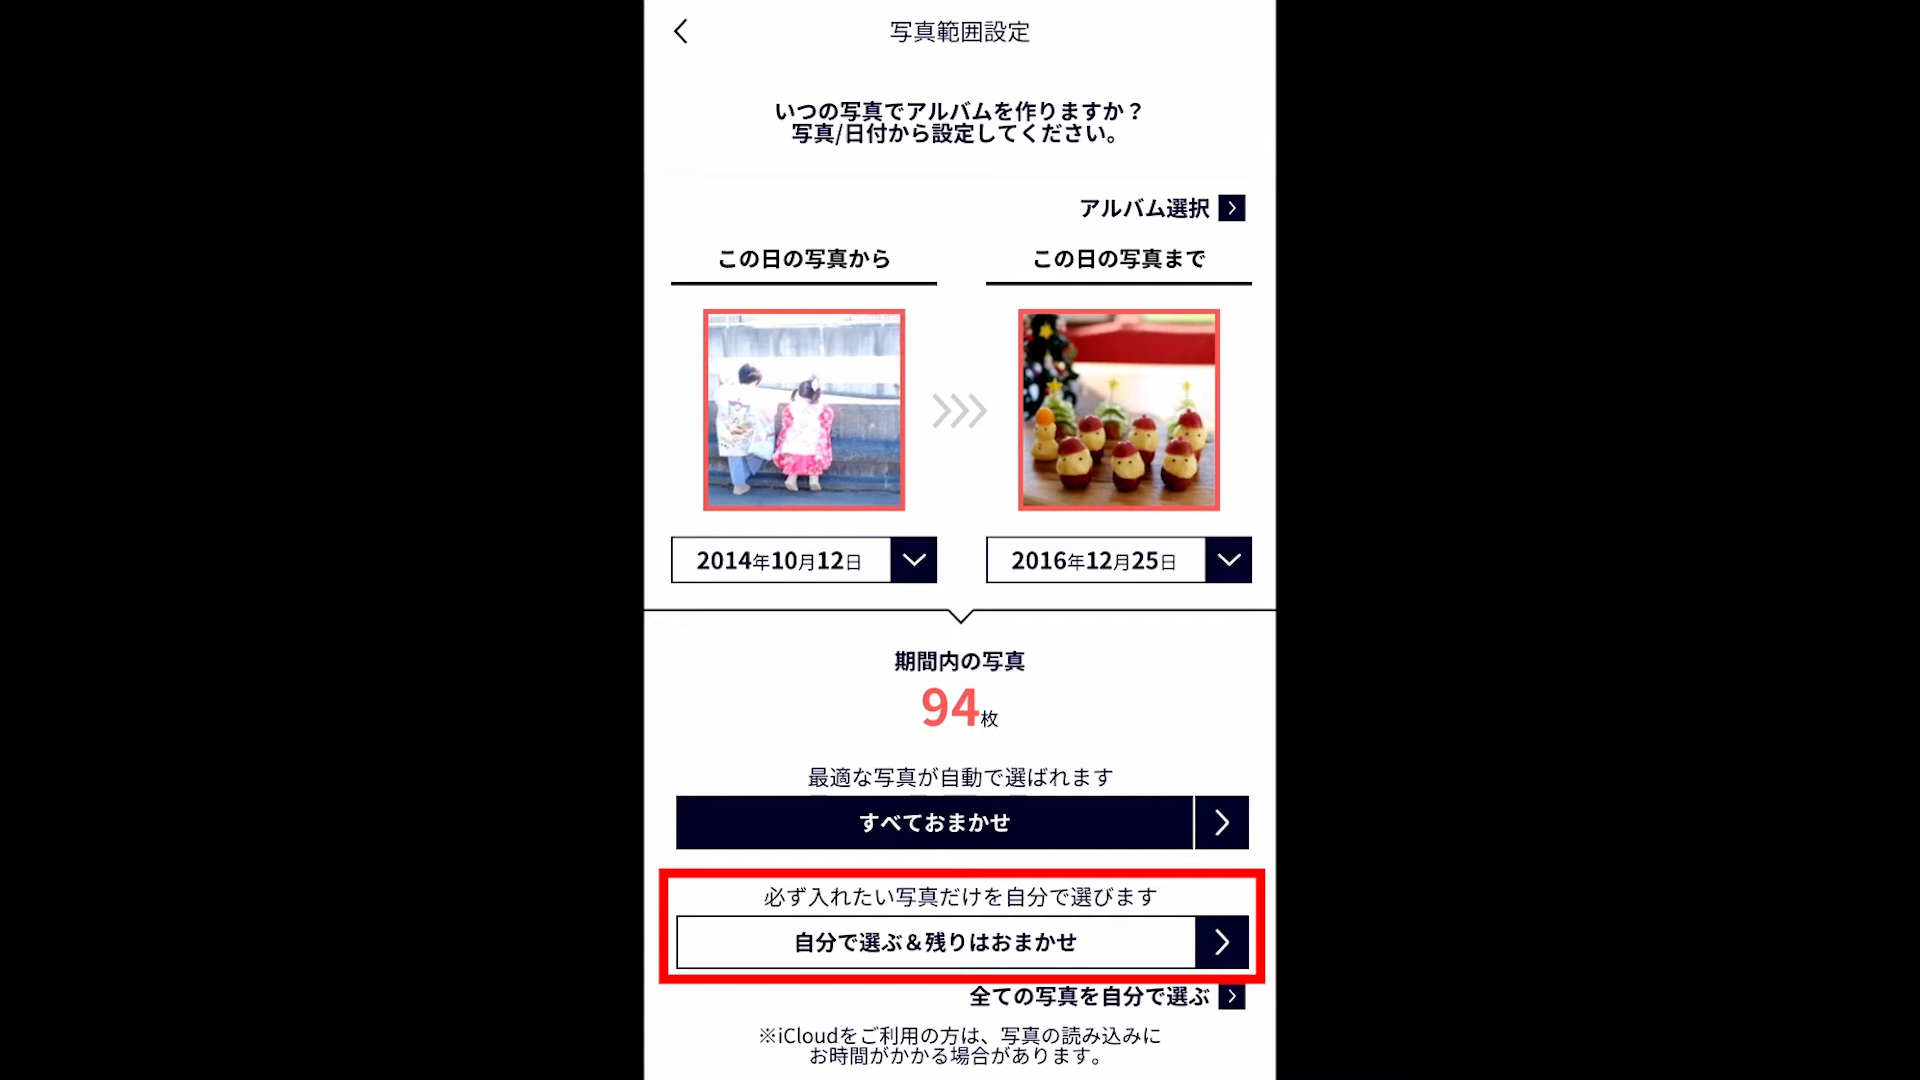 写真範囲設定
いつの写真でアルバムを作りますか？
写真/日付から設定してください。
アルバム選択
この日の写真から
この日の写真まで
2014年10月12日
2016年12月25日
期間内の写真
94枚
最適な写真が自動で選ばれます
すべておまかせ
必ず入れたい写真だけを自分で選びます
自分で選ぶ＆残りはおまかせ
全ての写真を自分で選ぶ
※iCloudをご利用の方は、写真の読み込みに
お時間がかかる場合があります。